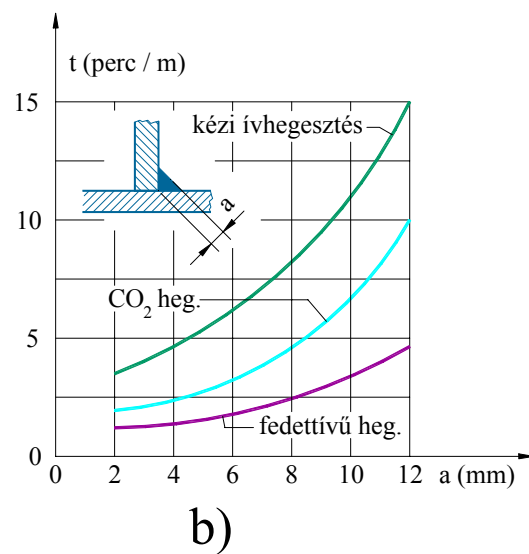 t (perc / m)
15
kézi ívhegesztés
a
10
CO2 heg.
5
fedettívű heg.
0
0 2 4 6 8 10 12 a (mm)
b)